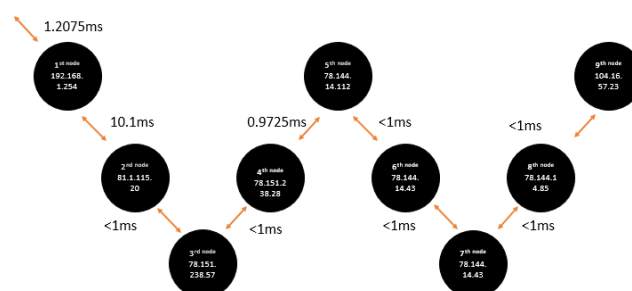 1.2075ms
1st node
192.168.
1.254
10.1ms
2nd node
81.1.115.
20
<1ms
3rd node
78.151.
238.57
<1ms
4th node
78.151.2
38.28
0.9725ms
5th node
78.144.
14.112
<1ms
6th node
78.144.
14.43
<1ms
7th node
78.144.
14.43
<1ms
8th node
78.144.1
4.85
<1ms
9th node
104.16.
57.23